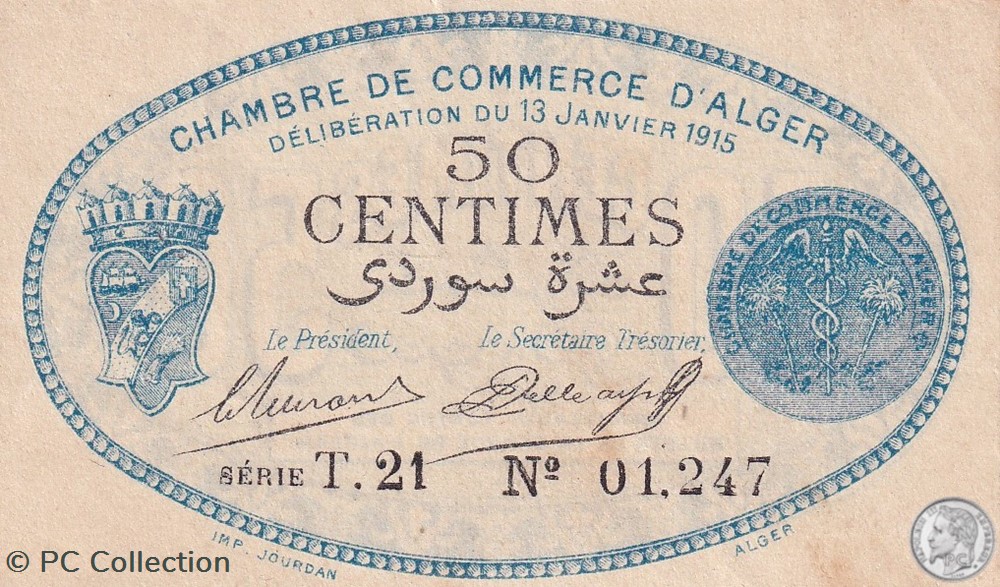 CHAMBRE DE COMMERCE D'ALGER
DÉLIBÉRATION DU 13 JANVIER 1915
50
CENTIMES
عشرة سوردى
CHAMBRE DE COMMERCE D'ALGER
Le Président, Le Secrétaire Trésorier,
SÉRIE T.21 Nº 01,247
IMP. JOURDAN ALGER
© PC Collection
PC